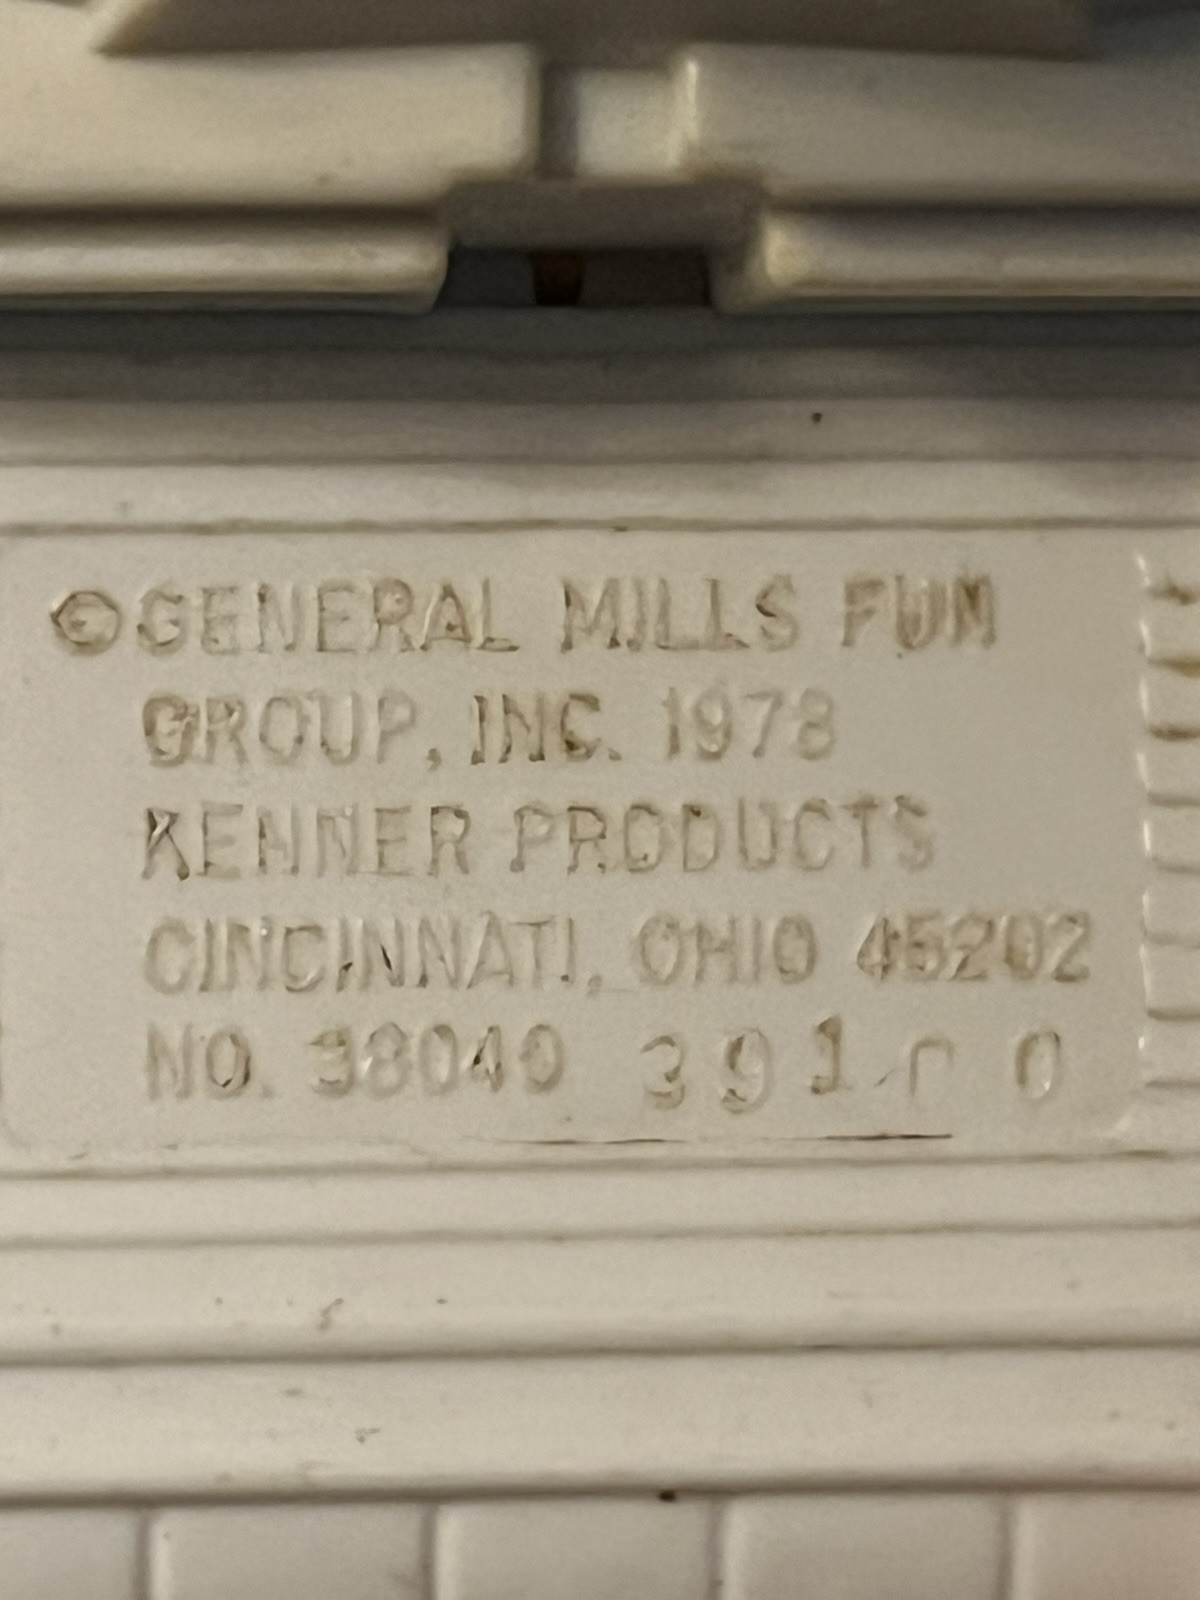 ©GENERAL MILLS FUN
GROUP, INC. 1978
KENNER PRODUCTS
CINCINNATI, OHIO 45202
NO. 38040